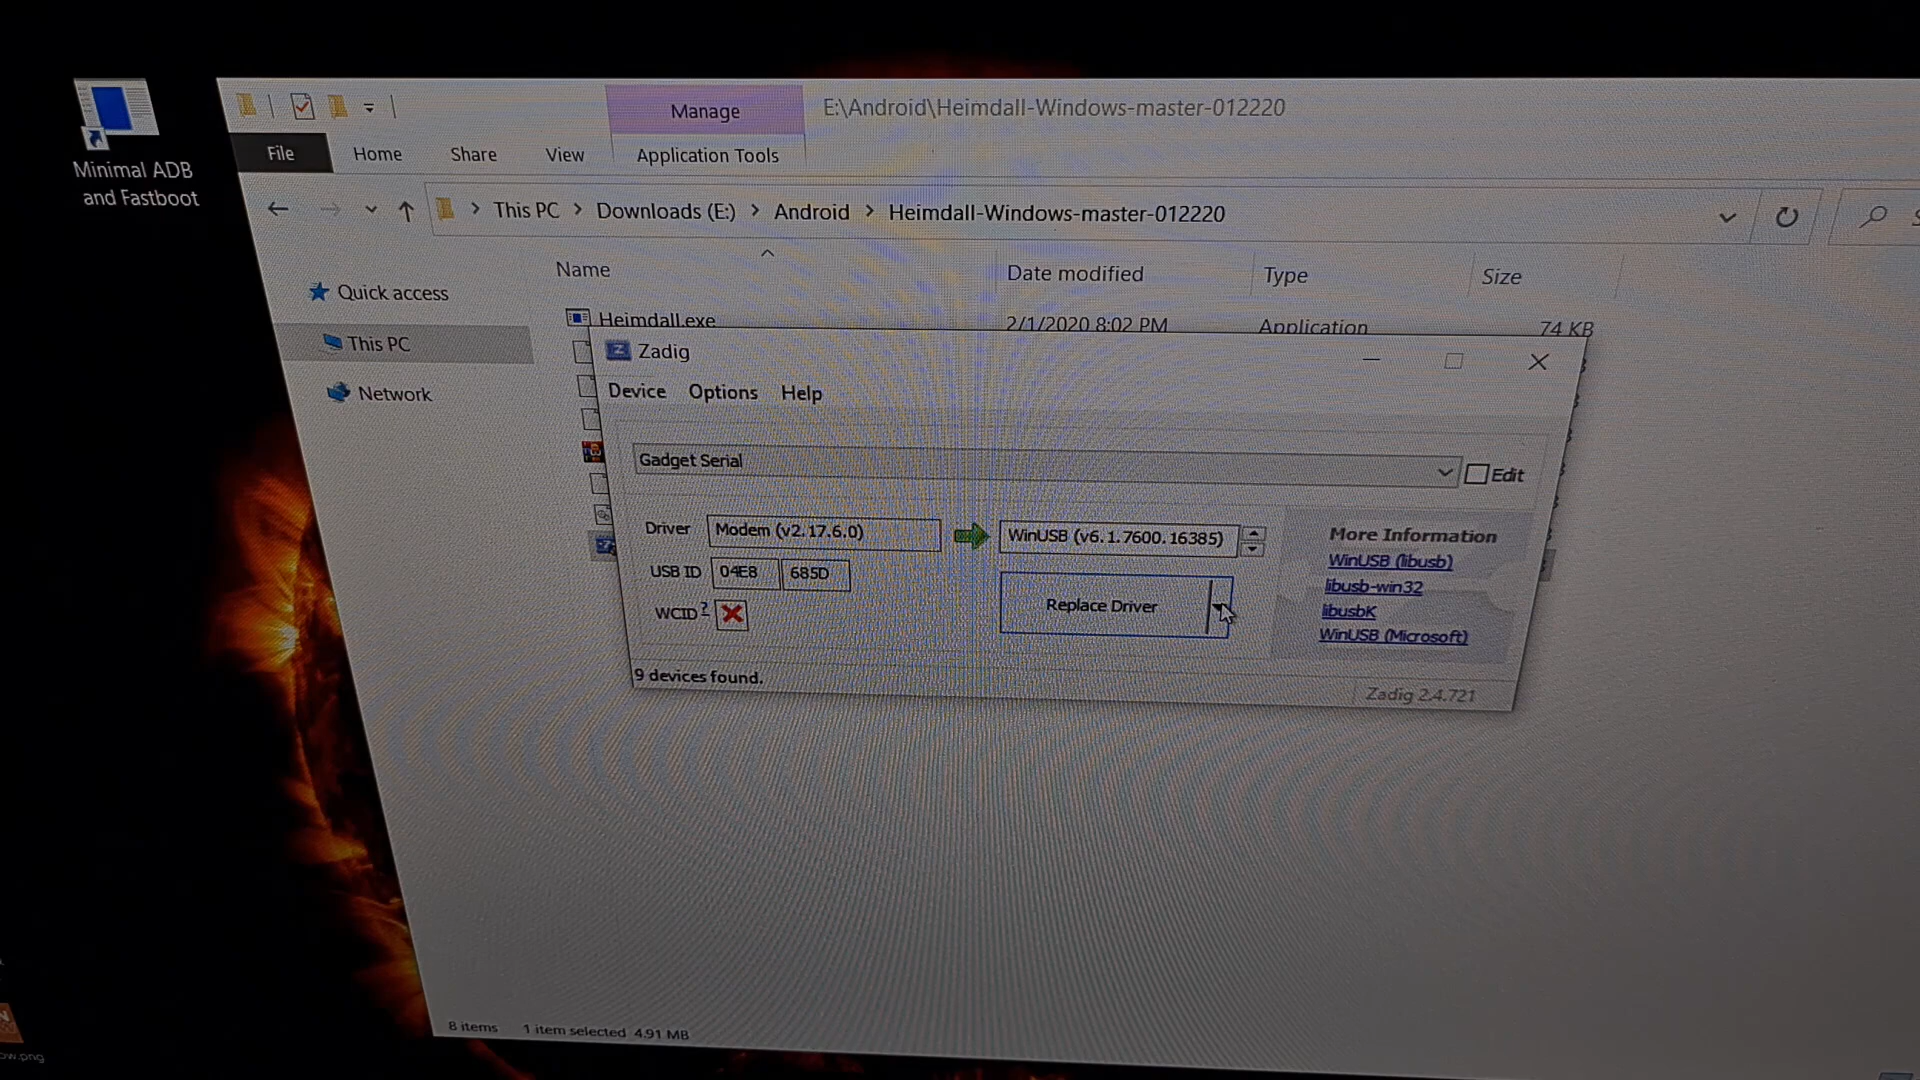 Minimal ADB
and Fastboot
Manage
E:\Android\Heimdall-Windows-master-012220
File
Home
Share
View
Application Tools
This PC
Downloads (E:)
Android
Heimdall-Windows-master-012220
Name
Date modified
Type
Size
Quick access
This PC
Network
Heimdall.exe
2/1/2020 8:02 PM
Application
74 KB
Zadig
Device
Options
Help
Gadget Serial
Edit
Driver
Modem (v2.17.6.0)
WinUSB (v6.1.7600.16385)
USB ID
04E8
685D
WCID ?
Replace Driver
More Information
WinUSB (libusb)
libusb-win32
libusbK
WinUSB (Microsoft)
9 devices found.
Zadig 2.4.721
8 items
1 item selected 4.91 MB